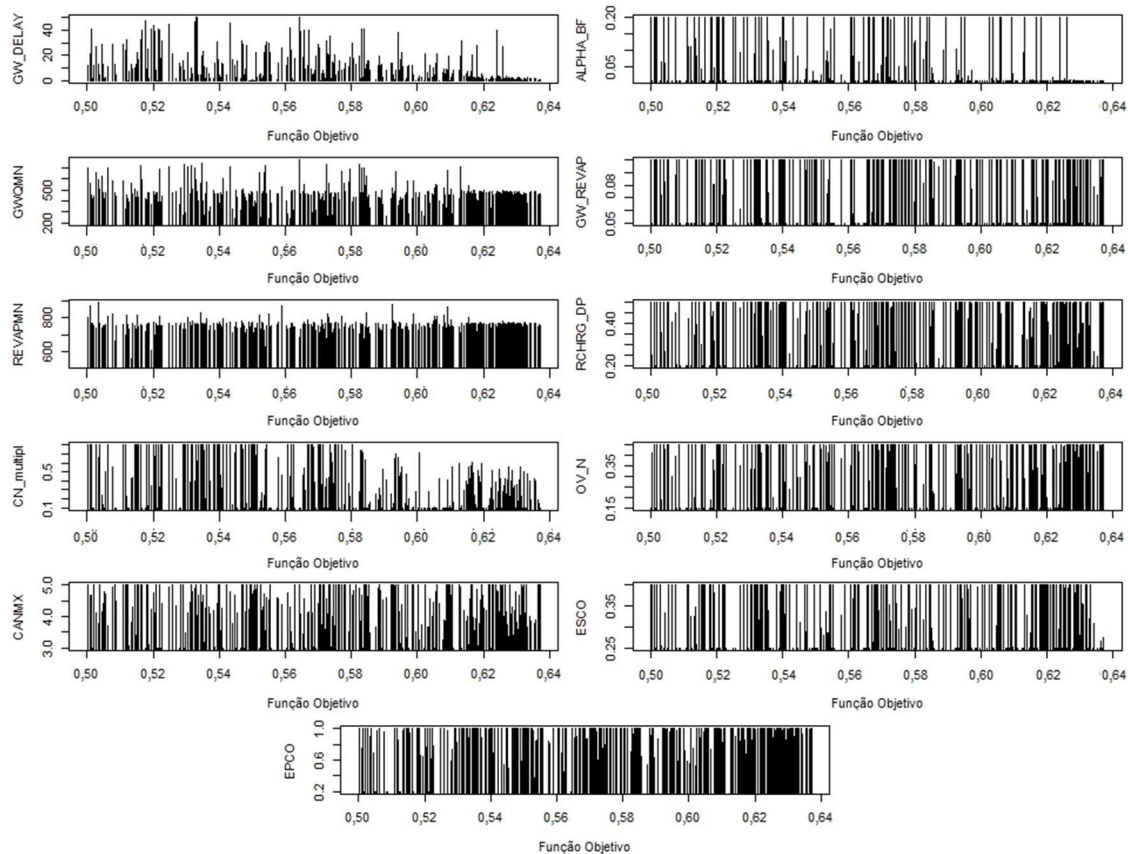 GW_DELAY
0 20 40
0,50 0,52 0,54 0,56 0,58 0,60 0,62 0,64
Função Objetivo
ALPHA_BF
0.05 0.20
0,50 0,52 0,54 0,56 0,58 0,60 0,62 0,64
Função Objetivo
GWQMN
200 500
0,50 0,52 0,54 0,56 0,58 0,60 0,62 0,64
Função Objetivo
GW_REVAP
0.05 0.08
0,50 0,52 0,54 0,56 0,58 0,60 0,62 0,64
Função Objetivo
REVAPMN
600 800
0,50 0,52 0,54 0,56 0,58 0,60 0,62 0,64
Função Objetivo
RCHRG_DP
0.20 0.40
0,50 0,52 0,54 0,56 0,58 0,60 0,62 0,64
Função Objetivo
CN_multipl
0.1 0.5
0,50 0,52 0,54 0,56 0,58 0,60 0,62 0,64
Função Objetivo
OV_N
0.15 0.35
0,50 0,52 0,54 0,56 0,58 0,60 0,62 0,64
Função Objetivo
CANMX
3.0 4.0 5.0
0,50 0,52 0,54 0,56 0,58 0,60 0,62 0,64
Função Objetivo
ESCO
0.25 0.35
0,50 0,52 0,54 0,56 0,58 0,60 0,62 0,64
Função Objetivo
EPCO
0.2 0.6 1.0
0,50 0,52 0,54 0,56 0,58 0,60 0,62 0,64
Função Objetivo